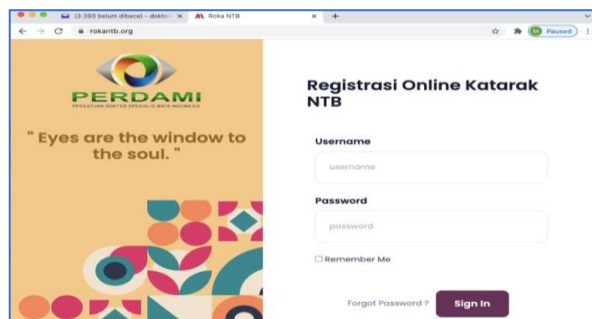 (3.393 belum dibaca) - dokter
Roka NTB
rokantb.org
M
Paused
PERDAMI
PERSATUAN DOKTER SPESIALIS MATA INDONESIA
" Eyes are the window to
the soul. "
Registrasi Online Katarak
NTB
Username
username
Password
password
Remember Me
Forgot Password ?
Sign In